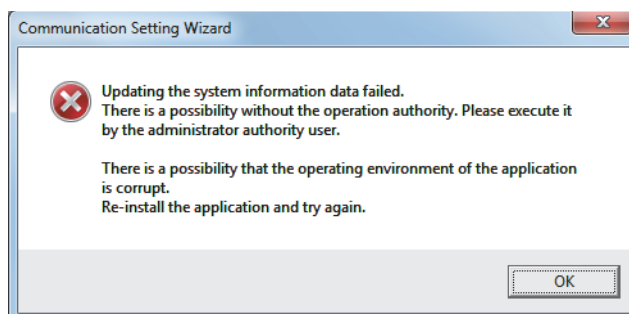 Communication Setting Wizard
Updating the system information data failed.
There is a possibility without the operation authority. Please execute it
by the administrator authority user.
There is a possibility that the operating environment of the application
is corrupt.
Re-install the application and try again.
OK